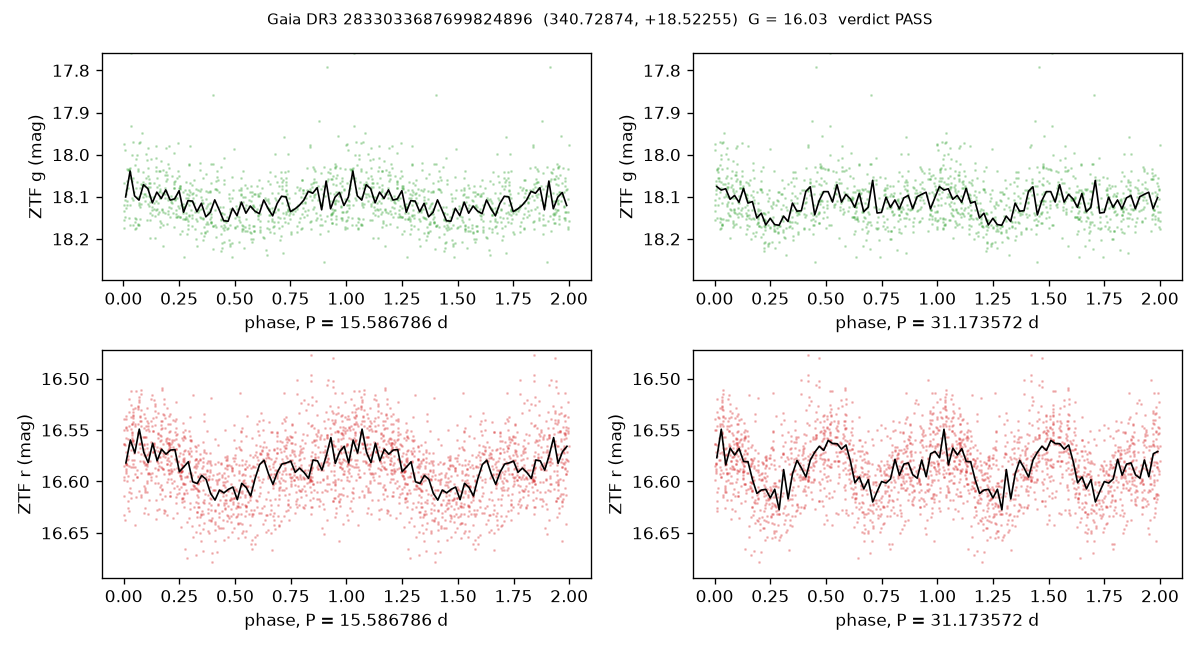 Gaia DR3 2833033687699824896 (340.72874, +18.52255) G = 16.03 verdict PASS
ZTF g (mag)
17.8
17.9
18.0
18.1
18.2
0.00 0.25 0.50 0.75 1.00 1.25 1.50 1.75 2.00
phase, P = 15.586786 d
ZTF g (mag)
17.8
17.9
18.0
18.1
18.2
0.00 0.25 0.50 0.75 1.00 1.25 1.50 1.75 2.00
phase, P = 31.173572 d
ZTF r (mag)
16.50
16.55
16.60
16.65
0.00 0.25 0.50 0.75 1.00 1.25 1.50 1.75 2.00
phase, P = 15.586786 d
ZTF r (mag)
16.50
16.55
16.60
16.65
0.00 0.25 0.50 0.75 1.00 1.25 1.50 1.75 2.00
phase, P = 31.173572 d